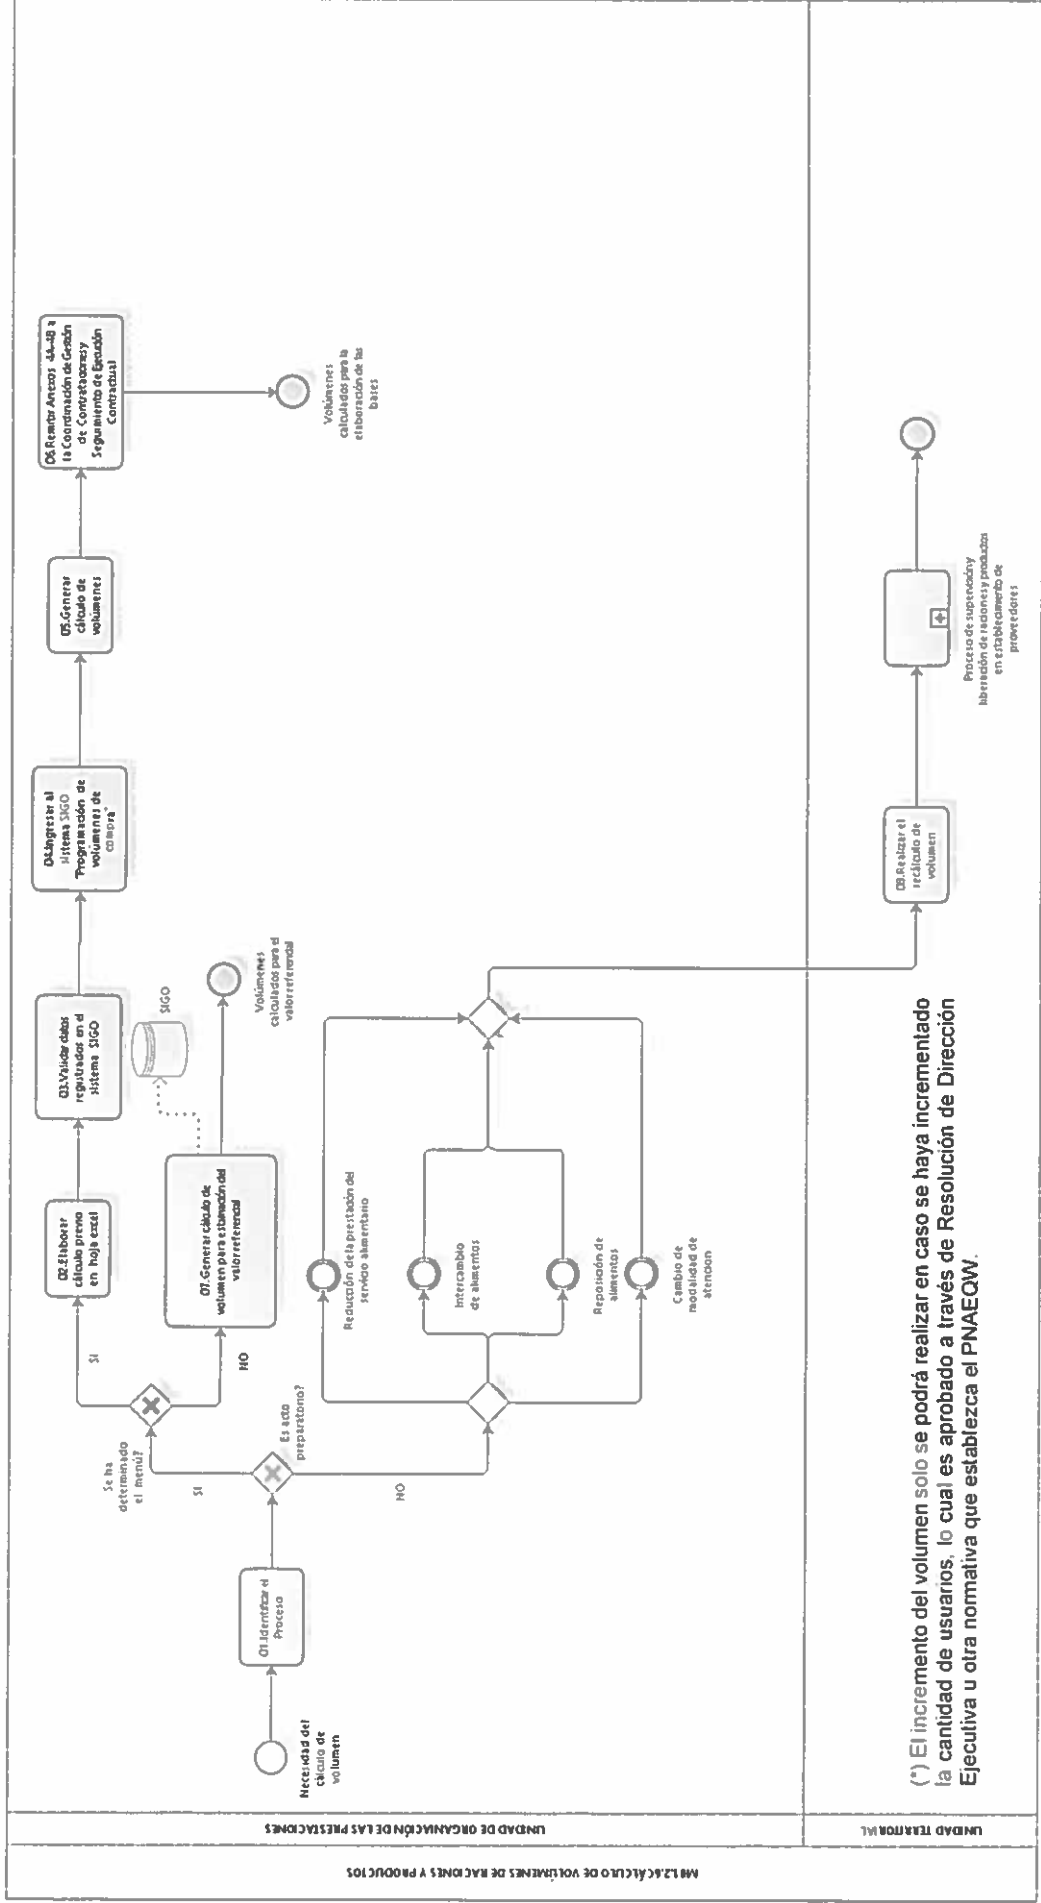 UNIDAD DE ORGANIACIÓN DE LAS PRESTACIONES
UNIDAD TERRITORIAL
Necesidad del
cálculo de
volumen
01.Identificar el
Proceso
Es acto
preparatorio?
SI
NO
Se ha
determinado
el menú?
SI
NO
02.Elaborar
cálculo previo
en hoja excel
03.Validar datos
registrados en el
sistema SIGO
04.Ingresar al
sistema SIGO
"Programación de
volúmenes de
compra"
05.Generar
cálculo de
volúmenes
06.Remitir Anexos 4A-4B a
la Coordinación de Gestión
de Contrataciones y
Seguimiento de Ejecución
Contractual
Volúmenes
calculados para la
elaboración de las
bases
07.Generar cálculo de
volumen para estimación del
valor referencial
SIGO
Volúmenes
calculados para el
valor referencial
Reducción de la prestación del
servicio alimentario
Intercambio
de alimentos
Reposición de
alimentos
Cambio de
modalidad de
atencion
08.Realizar el
recálculo de
volumen
Proceso de supervisión y
liberación de raciones y productos
en establecimiento de
proveedores
(*) El incremento del volumen solo se podrá realizar en caso se haya incrementado
la cantidad de usuarios, lo cual es aprobado a través de Resolución de Dirección
Ejecutiva u otra normativa que establezca el PNAEQW.
CÁLCULO DE VOLÚMENES DE RACIONES Y PRODUCTOS